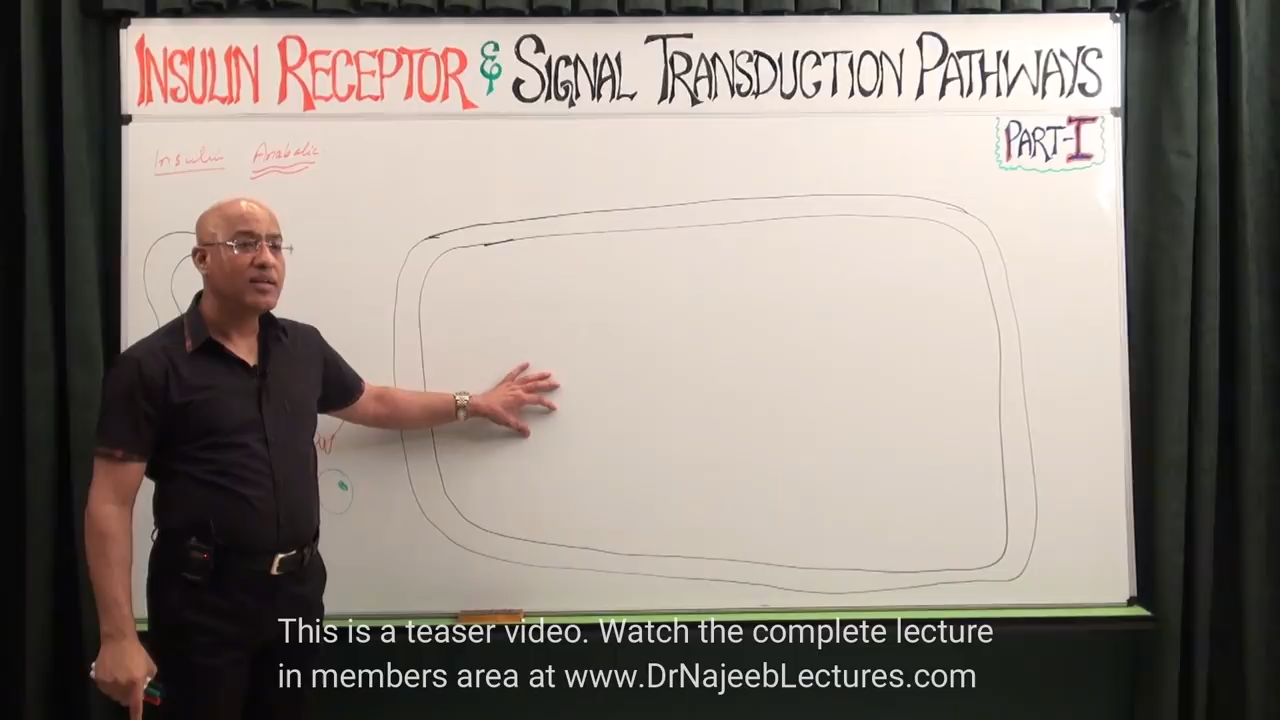 INSULIN RECEPTOR & SIGNAL TRANSDUCTION PATHWAYS
PART-I
Insulin Anabolic
This is a teaser video. Watch the complete lecture
in members area at www.DrNajeebLectures.com